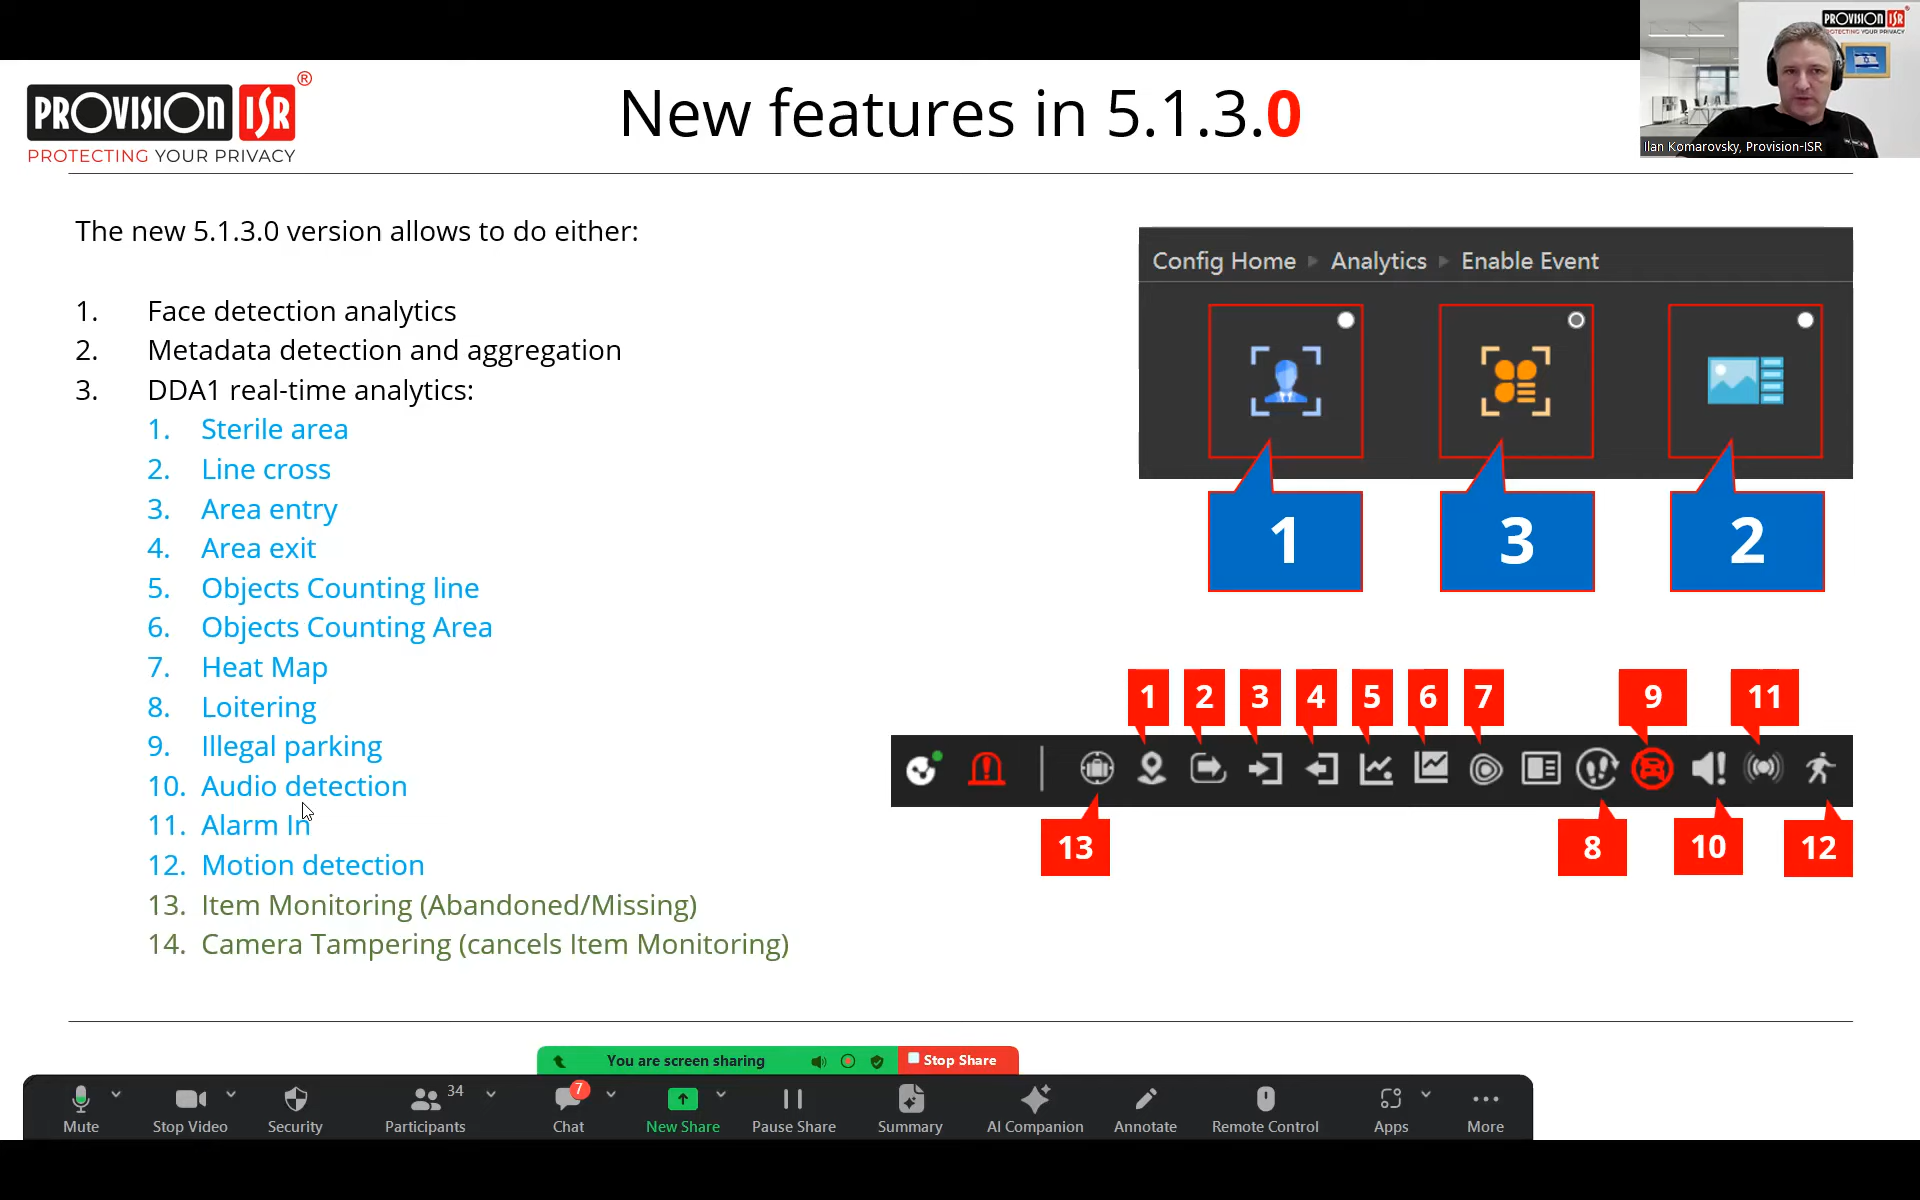 PROVISION ISR®
PROTECTING YOUR PRIVACY
New features in 5.1.3.0
PROVISION ISR®
PROTECTING YOUR PRIVACY
Ilan Komarovsky, Provision-ISR
The new 5.1.3.0 version allows to do either:
1. Face detection analytics
2. Metadata detection and aggregation
3. DDA1 real-time analytics:
1. Sterile area
2. Line cross
3. Area entry
4. Area exit
5. Objects Counting line
6. Objects Counting Area
7. Heat Map
8. Loitering
9. Illegal parking
10. Audio detection
11. Alarm In
12. Motion detection
13. Item Monitoring (Abandoned/Missing)
14. Camera Tampering (cancels Item Monitoring)
Config Home Analytics Enable Event
1 3 2
1 2 3 4 5 6 7 9 11
13 8 10 12
You are screen sharing Stop Share
34 7
Mute Stop Video Security Participants Chat New Share Pause Share Summary AI Companion Annotate Remote Control Apps More